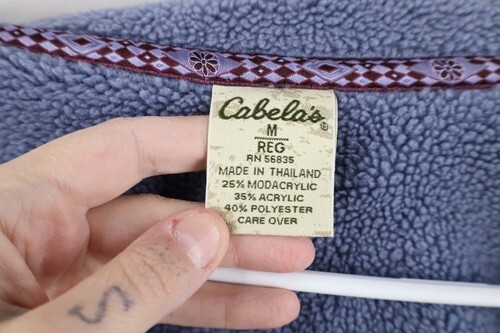 Cabela's
M
REG
RN 56835
MADE IN THAILAND
25% MODACRYLIC
35% ACRYLIC
40% POLYESTER
CARE OVER
S